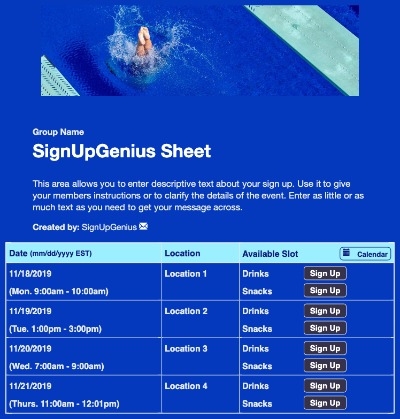 Group Name
SignUpGenius Sheet
This area allows you to enter descriptive text about your sign up. Use it to give
your members instructions or to clarify the details of the event. Enter as little or as
much text as you need to get your message across.
Created by: SignUpGenius
Date (mm/dd/yyyy EST) Location Available Slot Calendar
11/18/2019 Location 1 Drinks Sign Up
(Mon. 9:00am - 10:00am) Snacks Sign Up
11/19/2019 Location 2 Drinks Sign Up
(Tue. 1:00pm - 3:00pm) Snacks Sign Up
11/20/2019 Location 3 Drinks Sign Up
(Wed. 7:00am - 9:00am) Snacks Sign Up
11/21/2019 Location 4 Drinks Sign Up
(Thurs. 11:00am - 12:01pm) Snacks Sign Up